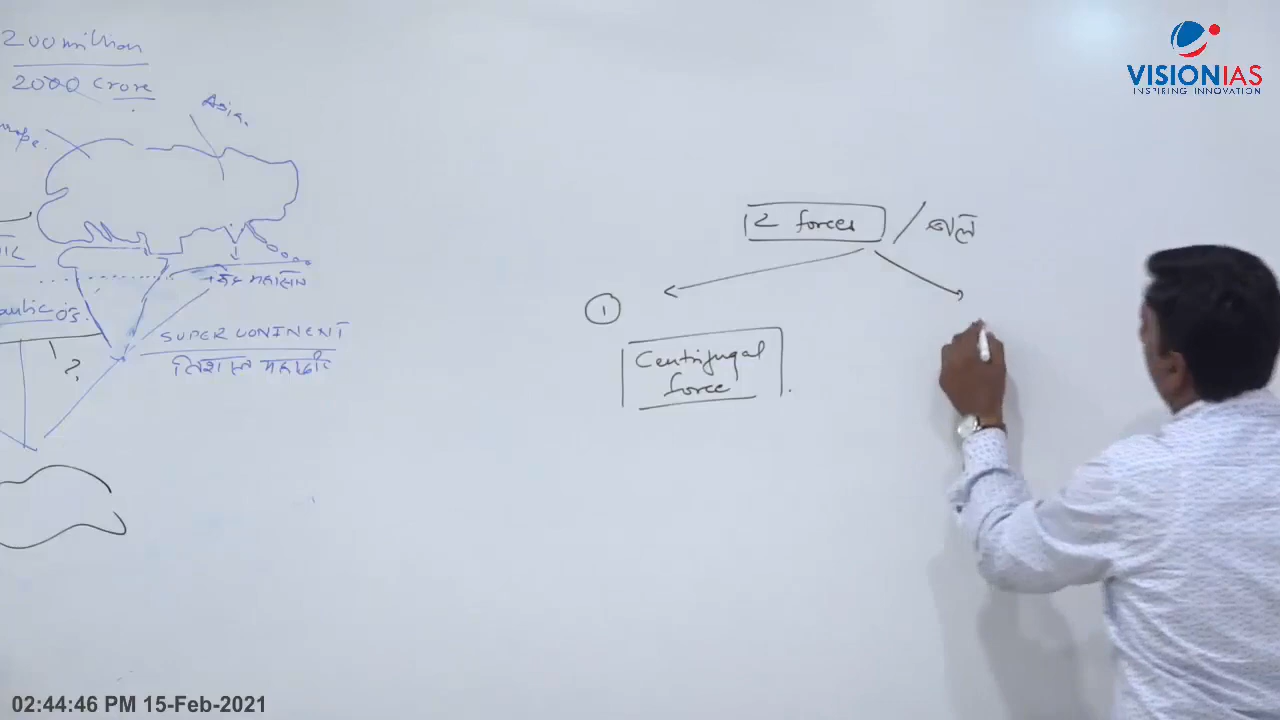 200 million
2000 Crore
Asia.
SUPER CONTINENT
विशाल महाद्वीप
?
2 forces / बल
1
Centrifugal
force
VISIONIAS
INSPIRING INNOVATION
02:44:46 PM 15-Feb-2021